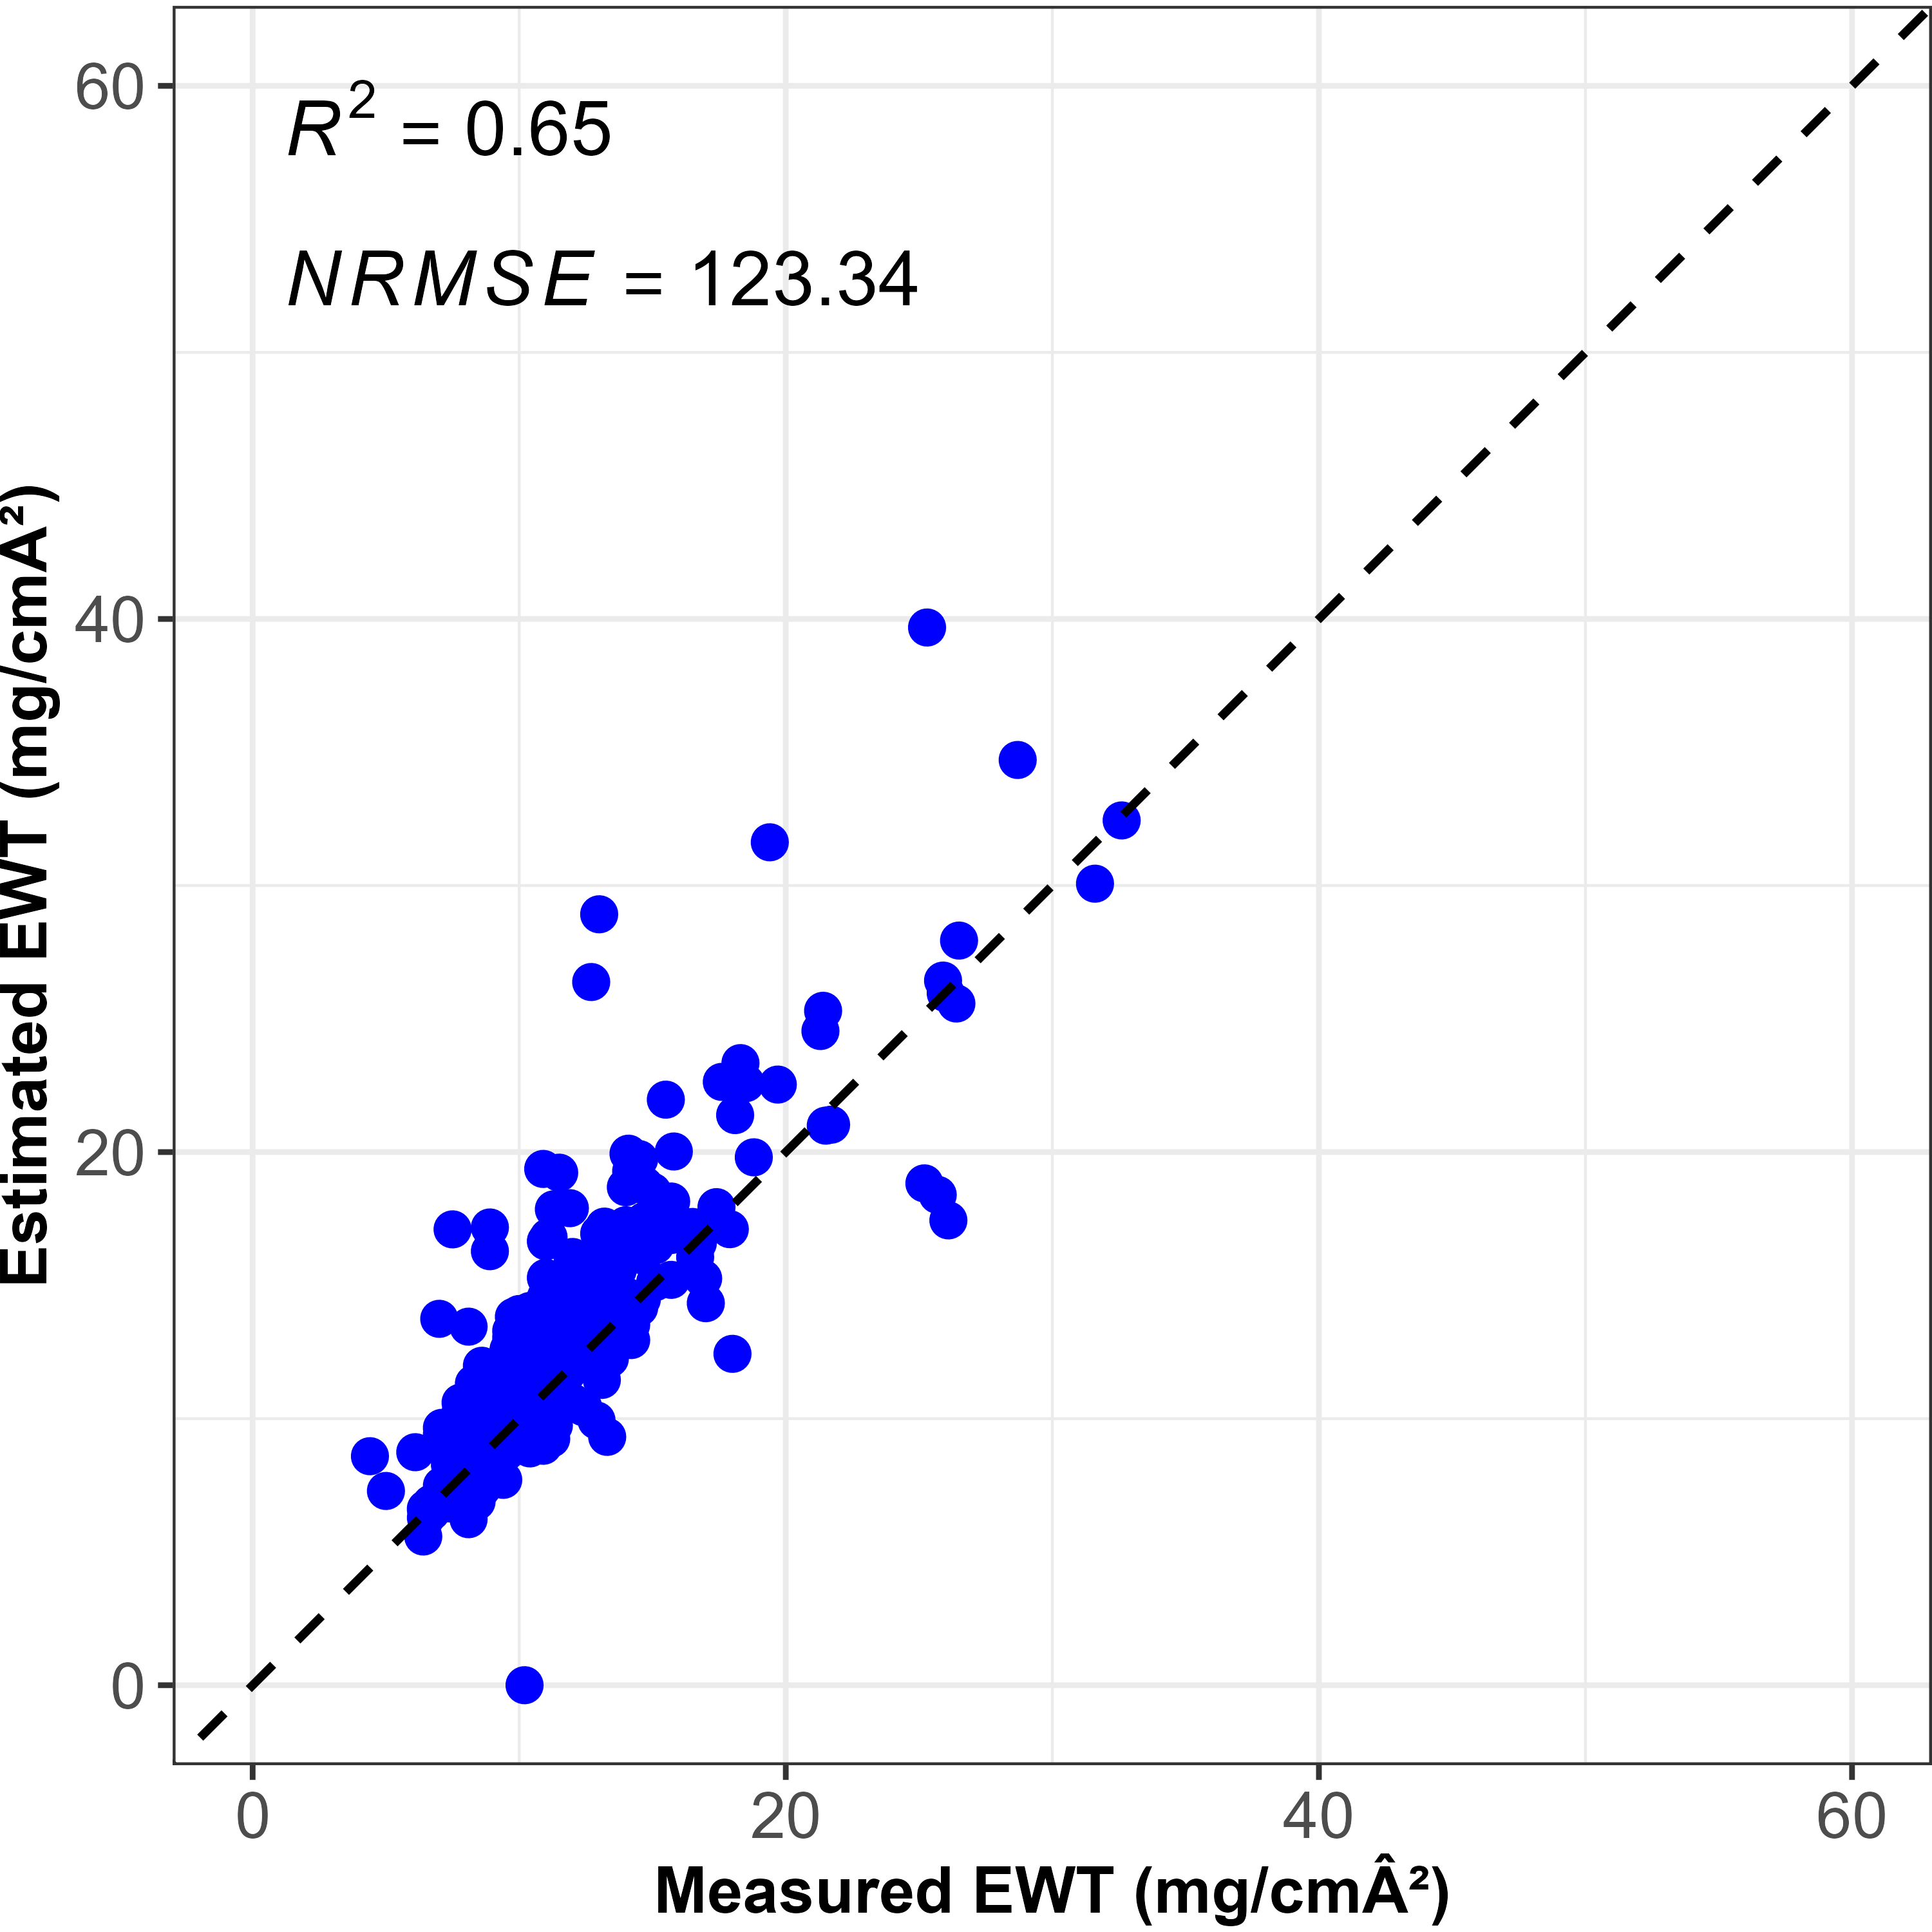 60
R² = 0.65
NRMSE = 123.34
40
20
0
Estimated EWT (mg/cmÂ²)
0 20 40 60
Measured EWT (mg/cmÂ²)